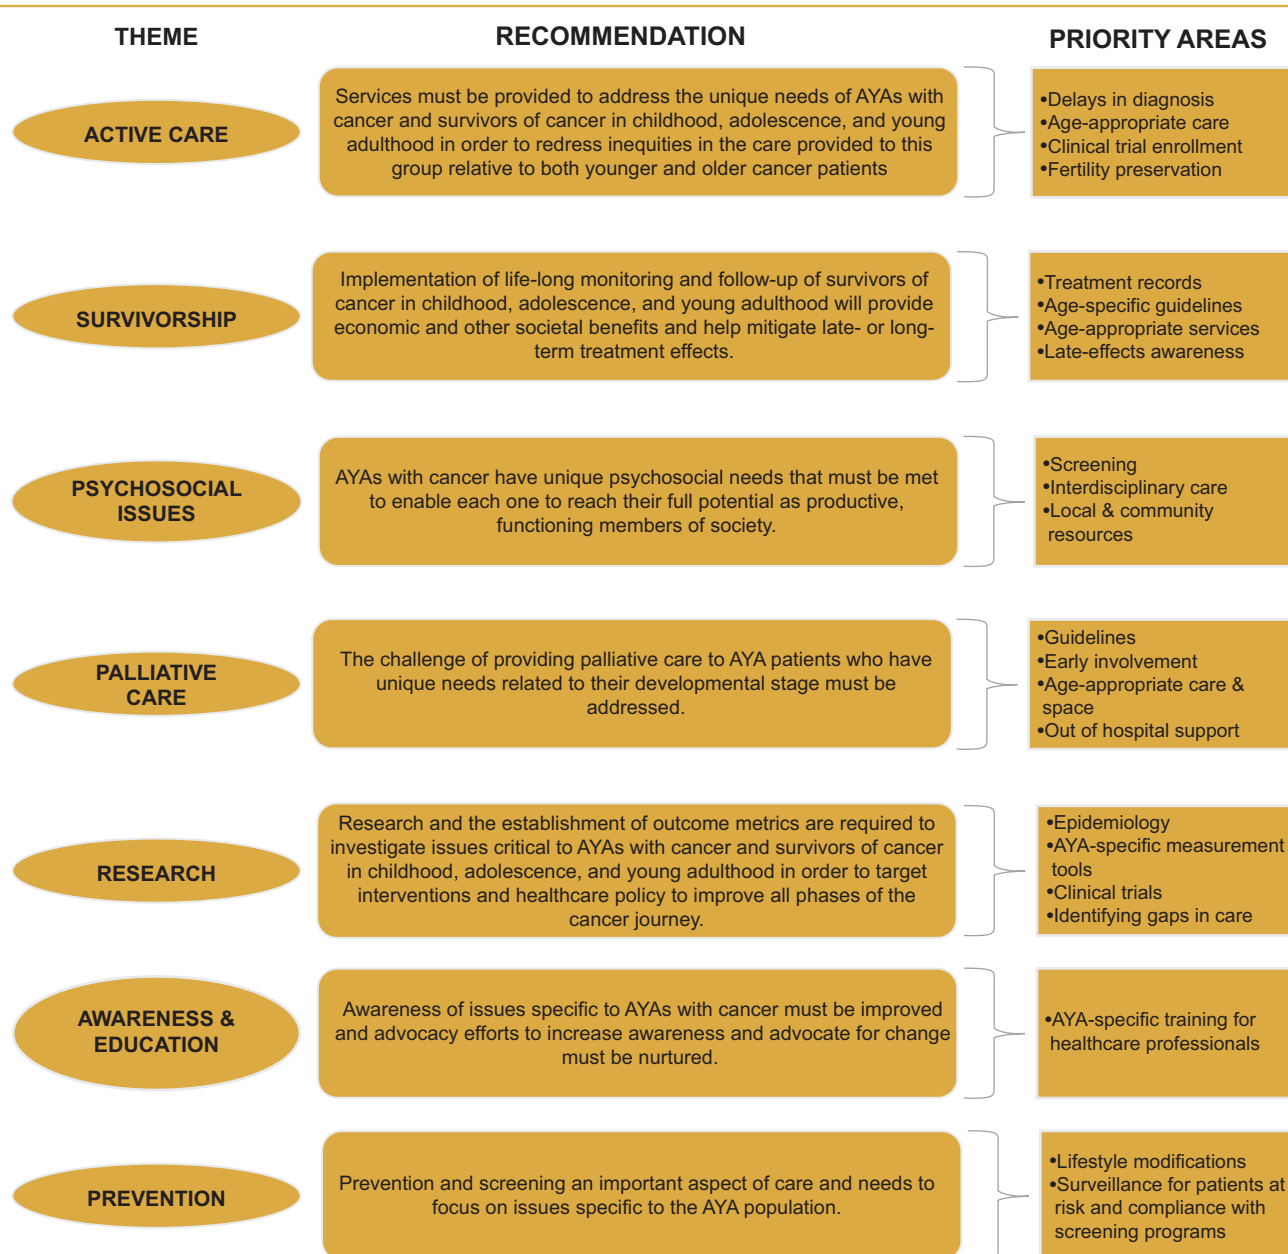 THEME
RECOMMENDATION
PRIORITY AREAS
ACTIVE CARE
Services must be provided to address the unique needs of AYAs with
cancer and survivors of cancer in childhood, adolescence, and young
adulthood in order to redress inequities in the care provided to this
group relative to both younger and older cancer patients
•Delays in diagnosis
•Age-appropriate care
•Clinical trial enrollment
•Fertility preservation
SURVIVORSHIP
Implementation of life-long monitoring and follow-up of survivors of
cancer in childhood, adolescence, and young adulthood will provide
economic and other societal benefits and help mitigate late- or long-
term treatment effects.
•Treatment records
•Age-specific guidelines
•Age-appropriate services
•Late-effects awareness
PSYCHOSOCIAL
ISSUES
AYAs with cancer have unique psychosocial needs that must be met
to enable each one to reach their full potential as productive,
functioning members of society.
•Screening
•Interdisciplinary care
•Local & community
resources
PALLIATIVE
CARE
The challenge of providing palliative care to AYA patients who have
unique needs related to their developmental stage must be
addressed.
•Guidelines
•Early involvement
•Age-appropriate care &
space
•Out of hospital support
RESEARCH
Research and the establishment of outcome metrics are required to
investigate issues critical to AYAs with cancer and survivors of cancer
in childhood, adolescence, and young adulthood in order to target
interventions and healthcare policy to improve all phases of the
cancer journey.
•Epidemiology
•AYA-specific measurement
tools
•Clinical trials
•Identifying gaps in care
AWARENESS &
EDUCATION
Awareness of issues specific to AYAs with cancer must be improved
and advocacy efforts to increase awareness and advocate for change
must be nurtured.
•AYA-specific training for
healthcare professionals
PREVENTION
Prevention and screening an important aspect of care and needs to
focus on issues specific to the AYA population.
•Lifestyle modifications
•Surveillance for patients at
risk and compliance with
screening programs